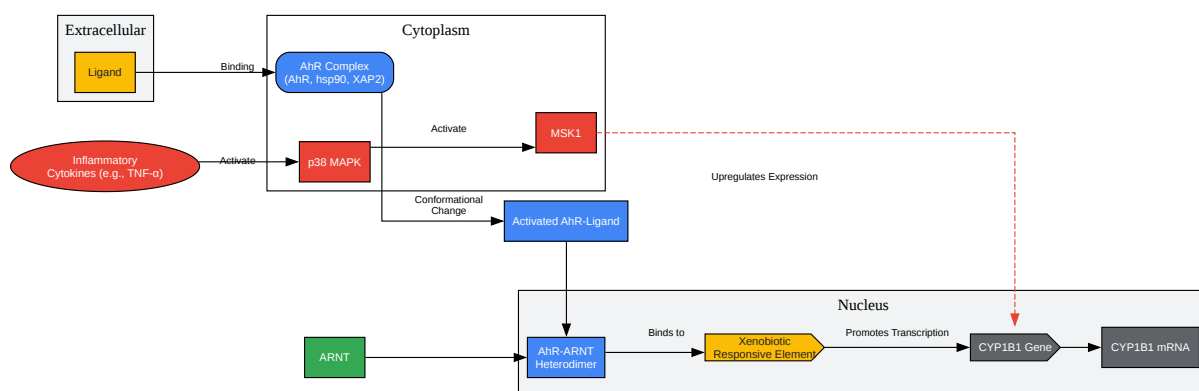 Extracellular
Cytoplasm
Ligand
Binding
AhR Complex
(AhR, hsp90, XAP2)
Inflammatory
Cytokines (e.g., TNF-α)
Activate
p38 MAPK
Activate
MSK1
Upregulates Expression
Conformational
Change
Activated AhR-Ligand
Nucleus
ARNT
AhR-ARNT
Heterodimer
Binds to
Xenobiotic
Responsive Element
Promotes Transcription
CYP1B1 Gene
CYP1B1 mRNA